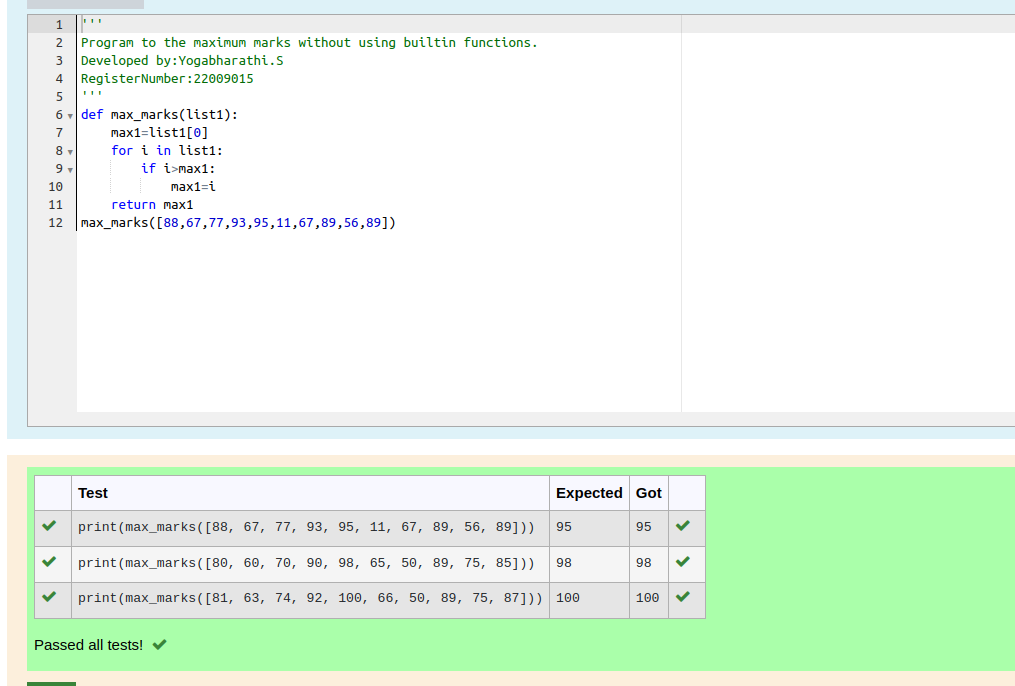 1 '''
2 Program to the maximum marks without using builtin functions.
3 Developed by:Yogabharathi.S
4 RegisterNumber:22009015
5 '''
6 def max_marks(list1):
7     max1=list1[0]
8     for i in list1:
9         if i>max1:
10             max1=i
11     return max1
12 max_marks([88,67,77,93,95,11,67,89,56,89])
Test Expected Got
print(max_marks([88, 67, 77, 93, 95, 11, 67, 89, 56, 89])) 95 95
print(max_marks([80, 60, 70, 90, 98, 65, 50, 89, 75, 85])) 98 98
print(max_marks([81, 63, 74, 92, 100, 66, 50, 89, 75, 87])) 100 100
Passed all tests!